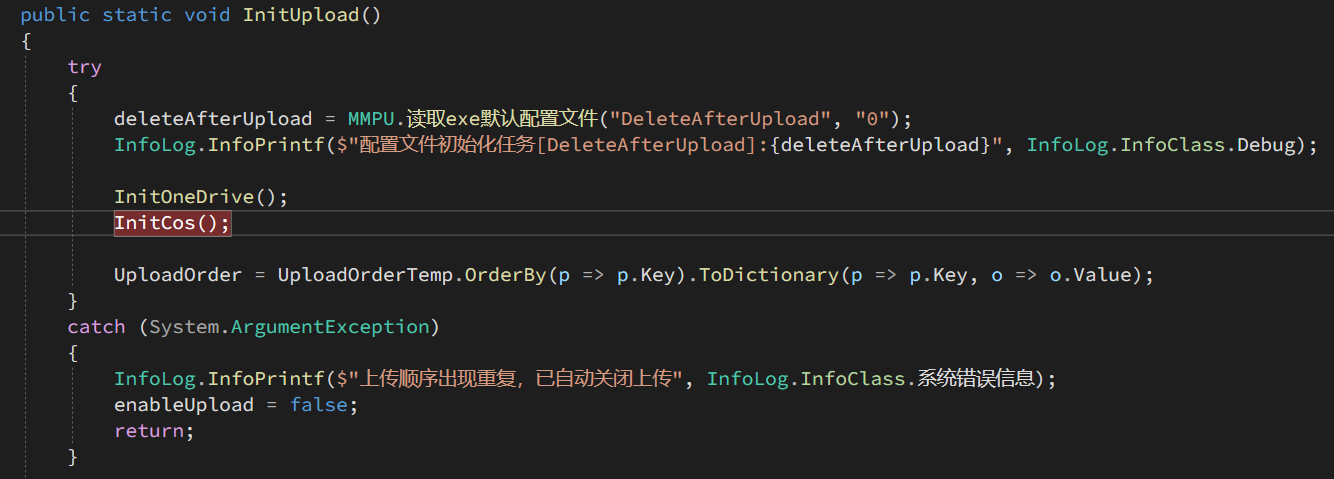 public static void InitUpload()
{
try
{
deleteAfterUpload = MMPU.读取exe默认配置文件("DeleteAfterUpload", "0");
InfoLog.InfoPrintf($"配置文件初始化任务[DeleteAfterUpload]:{deleteAfterUpload}", InfoLog.InfoClass.Debug);
InitOneDrive();
InitCos();
UploadOrder = UploadOrderTemp.OrderBy(p => p.Key).ToDictionary(p => p.Key, o => o.Value);
}
catch (System.ArgumentException)
{
InfoLog.InfoPrintf($"上传顺序出现重复，已自动关闭上传", InfoLog.InfoClass.系统错误信息);
enableUpload = false;
return;
}